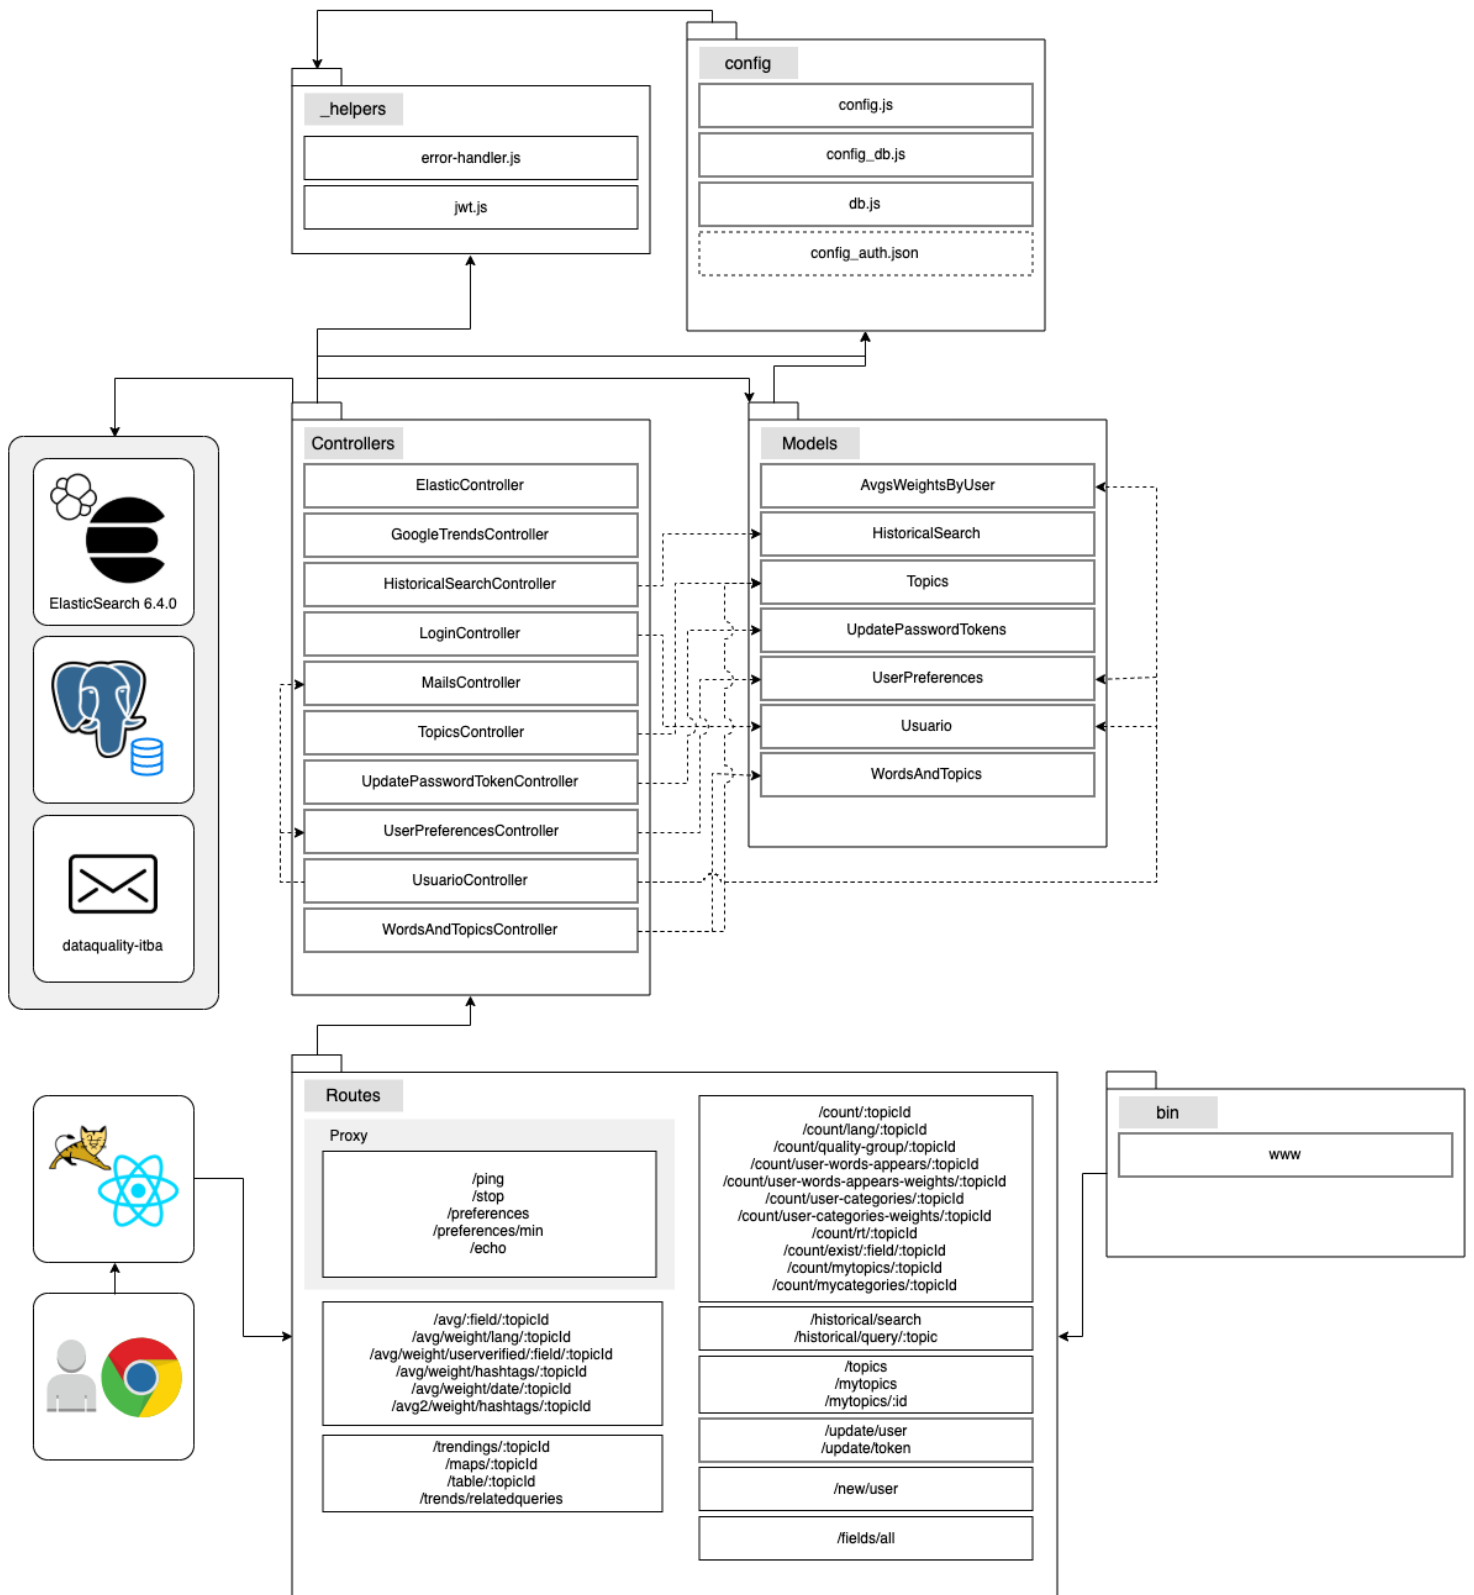 config
config.js
config_db.js
db.js
config_auth.json
_helpers
error-handler.js
jwt.js
Controllers
ElasticController
GoogleTrendsController
HistoricalSearchController
LoginController
MailsController
TopicsController
UpdatePasswordTokenController
UserPreferencesController
UsuarioController
WordsAndTopicsController
Models
AvgsWeightsByUser
HistoricalSearch
Topics
UpdatePasswordTokens
UserPreferences
Usuario
WordsAndTopics
ElasticSearch 6.4.0
dataquality-itba
Routes
Proxy
/ping
/stop
/preferences
/preferences/min
/echo
/avg/:field/:topicId
/avg/weight/lang/:topicId
/avg/weight/userverified/:field/:topicId
/avg/weight/hashtags/:topicId
/avg/weight/date/:topicId
/avg2/weight/hashtags/:topicId
/trendings/:topicId
/maps/:topicId
/table/:topicId
/trends/relatedqueries
/count/:topicId
/count/lang/:topicId
/count/quality-group/:topicId
/count/user-words-appears/:topicId
/count/user-words-appears-weights/:topicId
/count/user-categories/:topicId
/count/user-categories-weights/:topicId
/count/rt/:topicId
/count/exist/:field/:topicId
/count/mytopics/:topicId
/count/mycategories/:topicId
/historical/search
/historical/query/:topic
/topics
/mytopics
/mytopics/:id
/update/user
/update/token
/new/user
/fields/all
bin
www